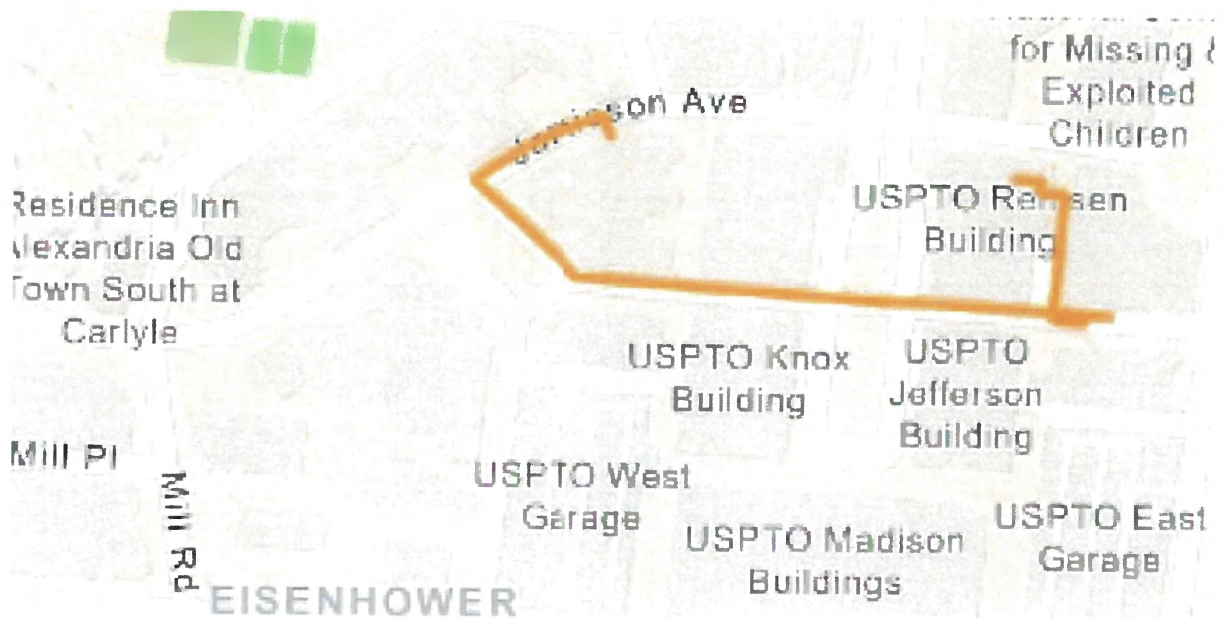 for Missing &
Exploited
Children
son Ave
USPTO
Building
Residence Inn
Alexandria Old
Town South at
Carlyle
USPTO Knox
Building
USPTO
Jefferson
Building
Mill Pl
Mill Rd
USPTO West
Garage
USPTO Madison
Buildings
USPTO East
Garage
EISENHOWER